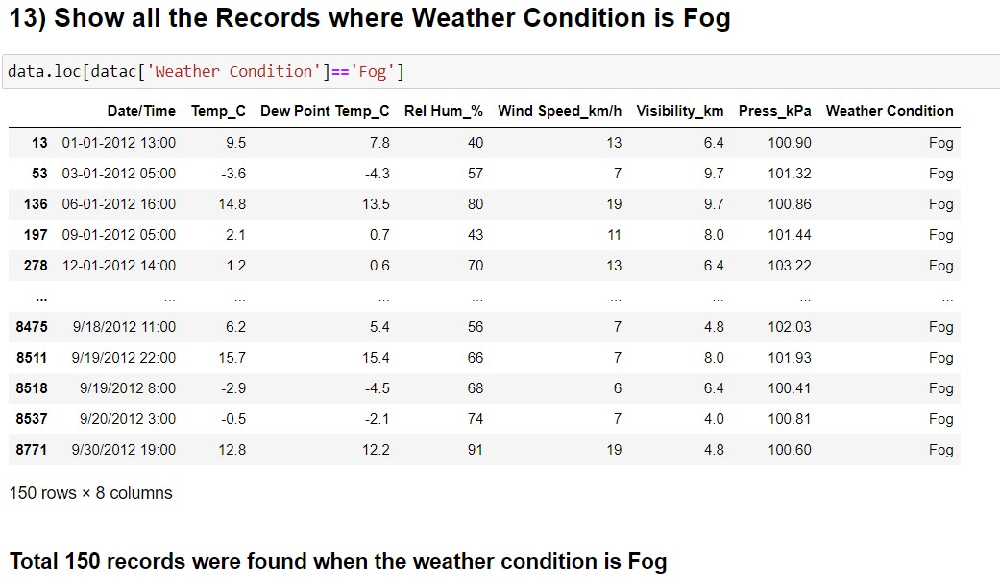 13) Show all the Records where Weather Condition is Fog
data.loc[datac['Weather Condition']=='Fog']
Date/Time Temp_C Dew Point Temp_C Rel Hum_% Wind Speed_km/h Visibility_km Press_kPa Weather Condition
13 01-01-2012 13:00 9.5 7.8 40 13 6.4 100.90 Fog
53 03-01-2012 05:00 -3.6 -4.3 57 7 9.7 101.32 Fog
136 06-01-2012 16:00 14.8 13.5 80 19 9.7 100.86 Fog
197 09-01-2012 05:00 2.1 0.7 43 11 8.0 101.44 Fog
278 12-01-2012 14:00 1.2 0.6 70 13 6.4 103.22 Fog
... ... ... ... ... ... ... ... ...
8475 9/18/2012 11:00 6.2 5.4 56 7 4.8 102.03 Fog
8511 9/19/2012 22:00 15.7 15.4 66 7 8.0 101.93 Fog
8518 9/19/2012 8:00 -2.9 -4.5 68 6 6.4 100.41 Fog
8537 9/20/2012 3:00 -0.5 -2.1 74 7 4.0 100.81 Fog
8771 9/30/2012 19:00 12.8 12.2 91 19 4.8 100.60 Fog
150 rows × 8 columns
Total 150 records were found when the weather condition is Fog